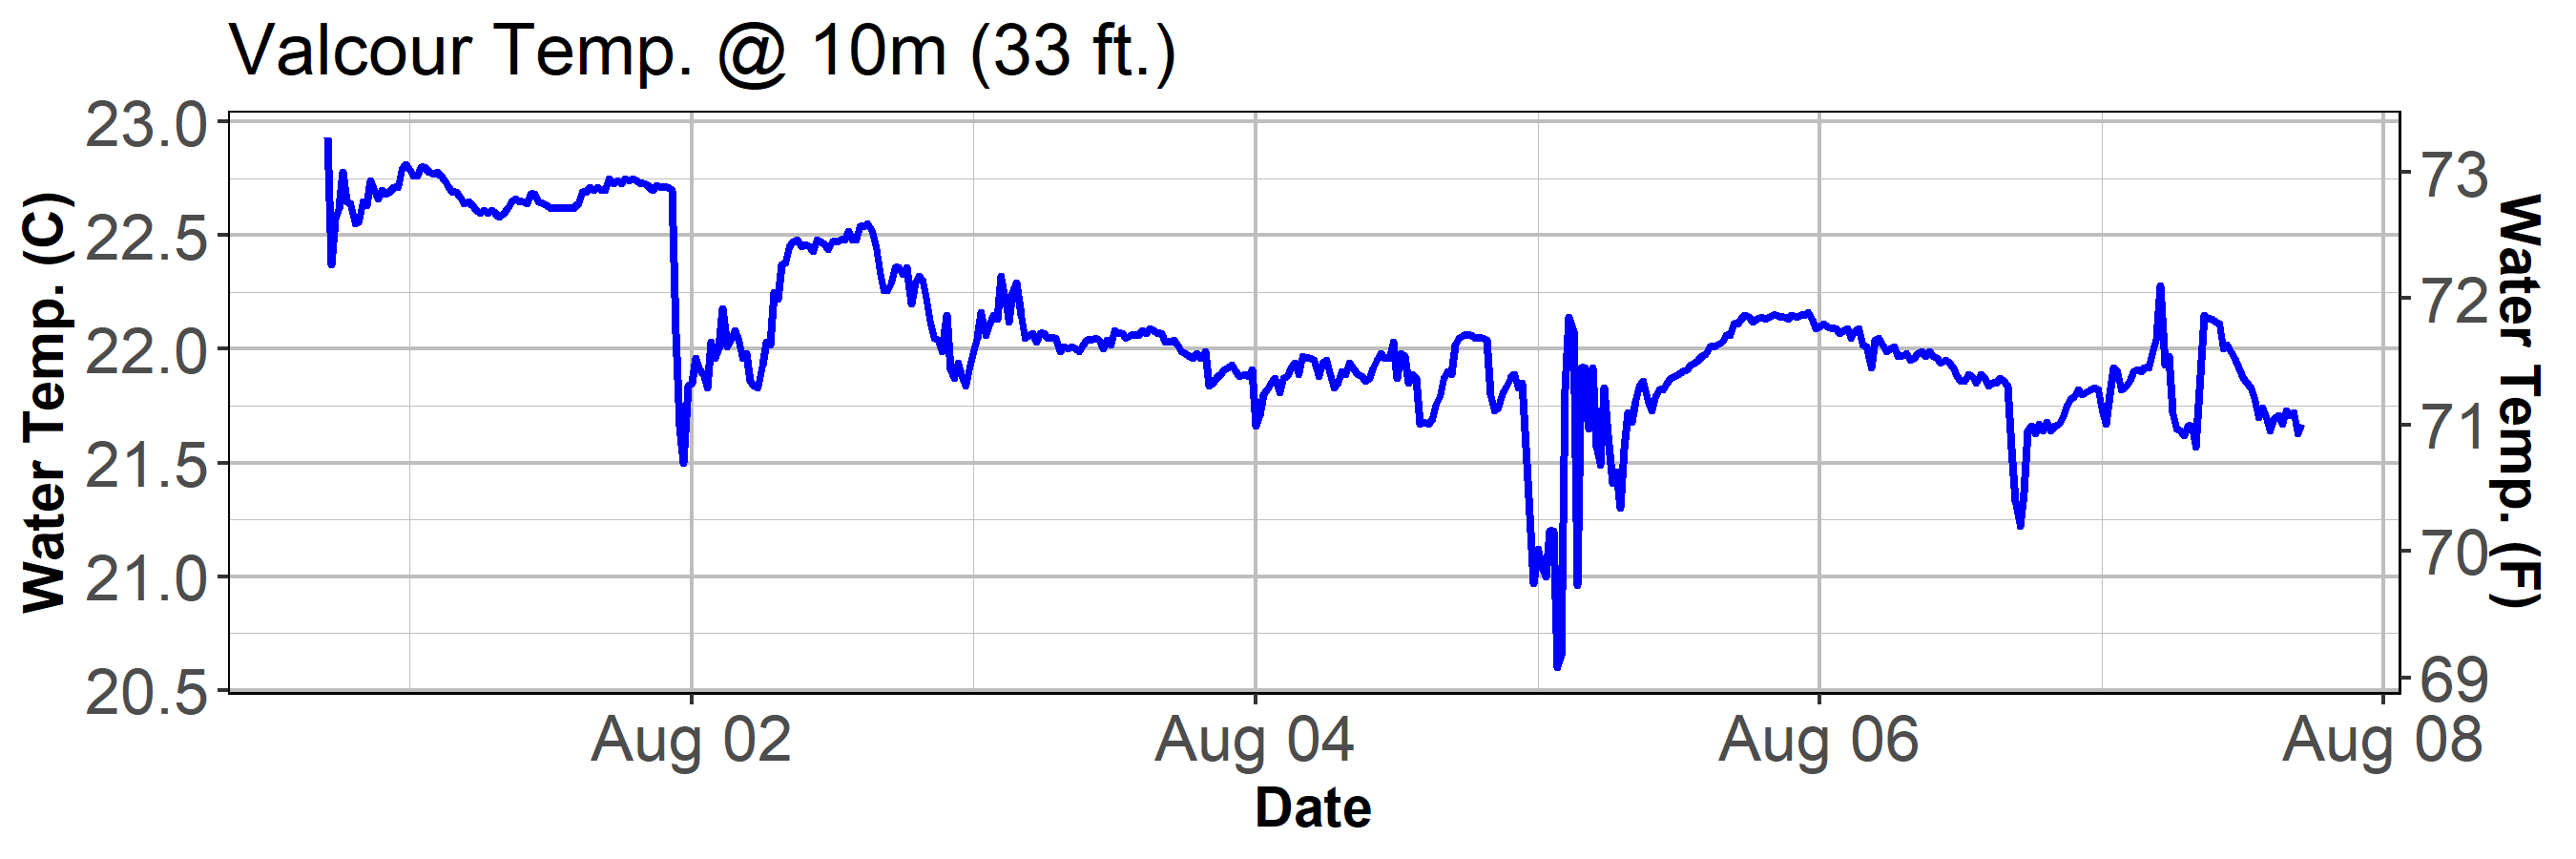 Valcour Temp. @ 10m (33 ft.)
23.0
22.5
22.0
21.5
21.0
20.5
Water Temp. (C)
73
72
71
70
69
Water Temp. (F)
Aug 02 Aug 04 Aug 06 Aug 08
Date